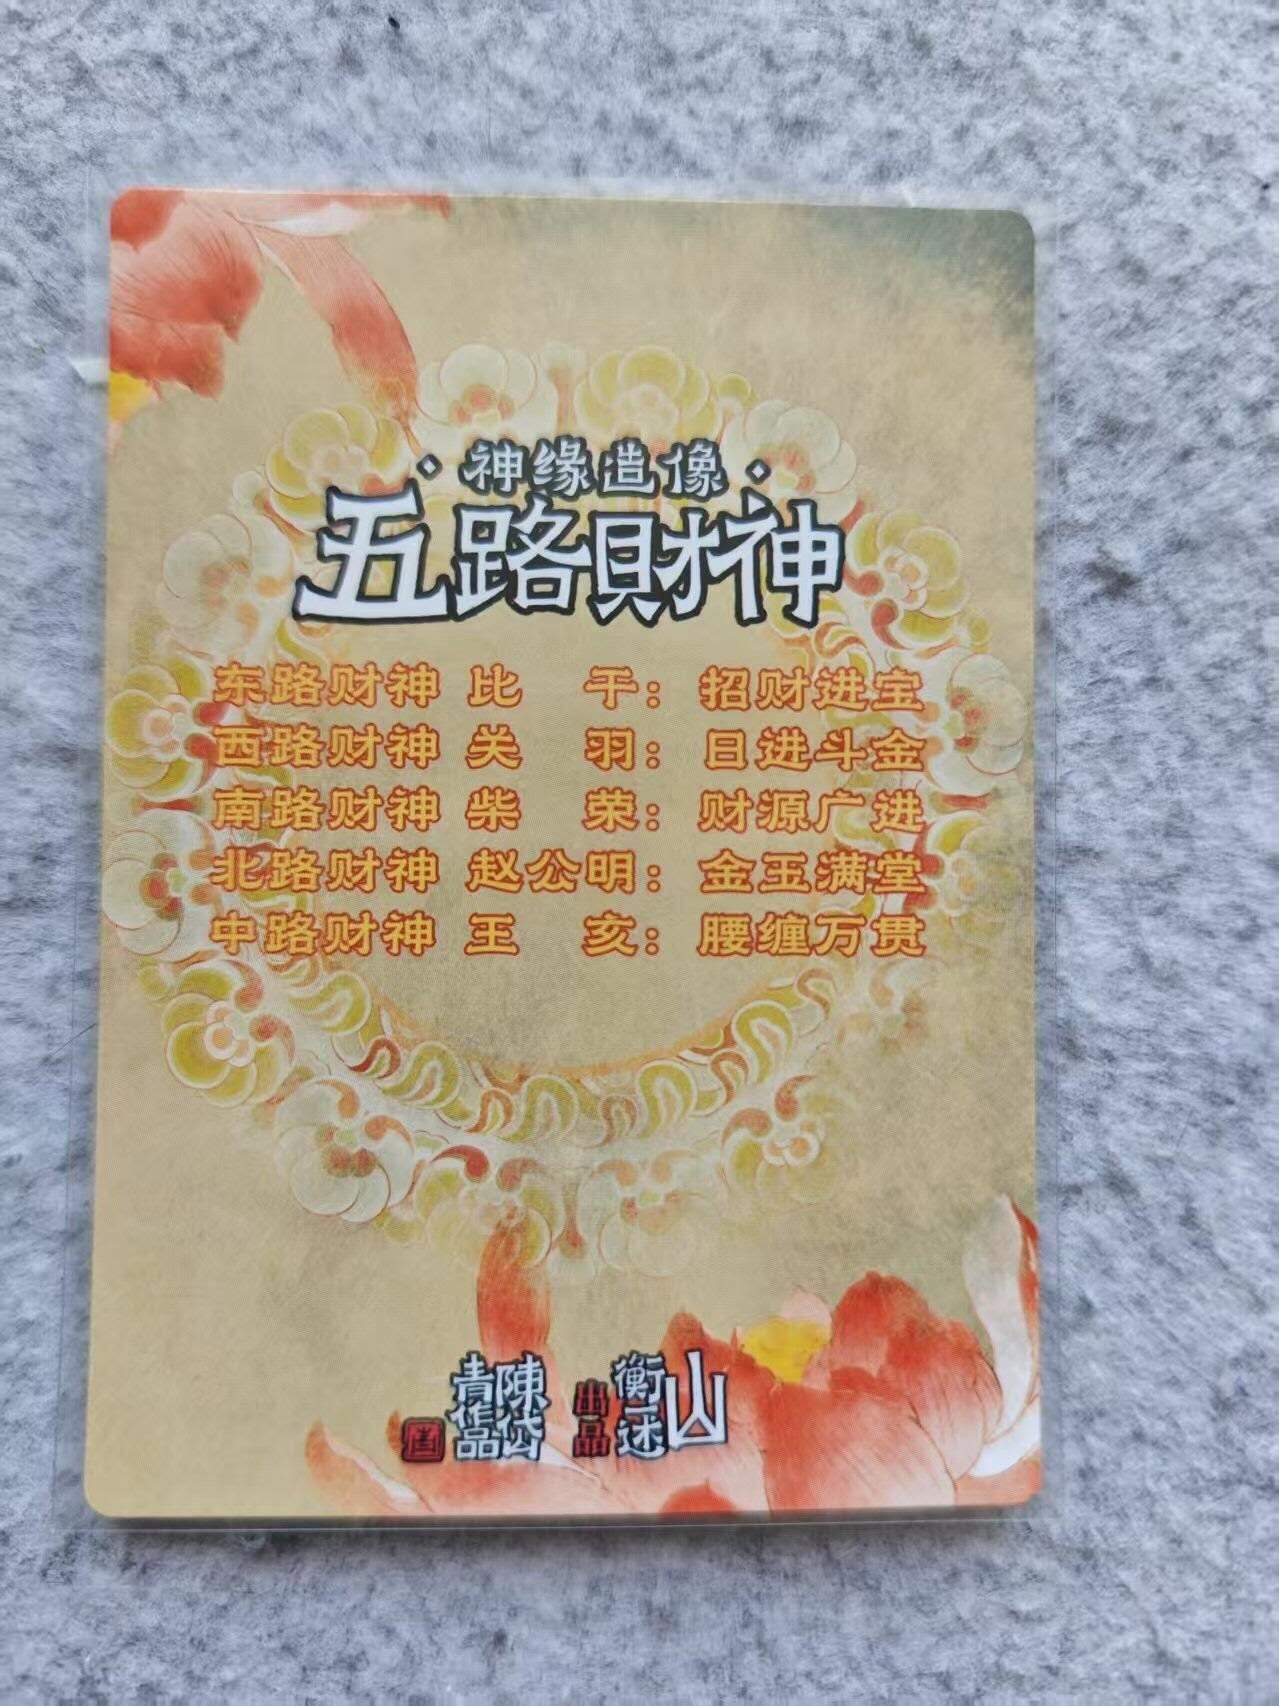 ·神缘造像·
五路財神
东路财神 比 干：招财进宝
西路财神 关 羽：日进斗金
南路财神 柴 荣：财源广进
北路财神 赵公明：金玉满堂
中路财神 王 亥：腰缠万贯
陳岱青作品
衡山
出品